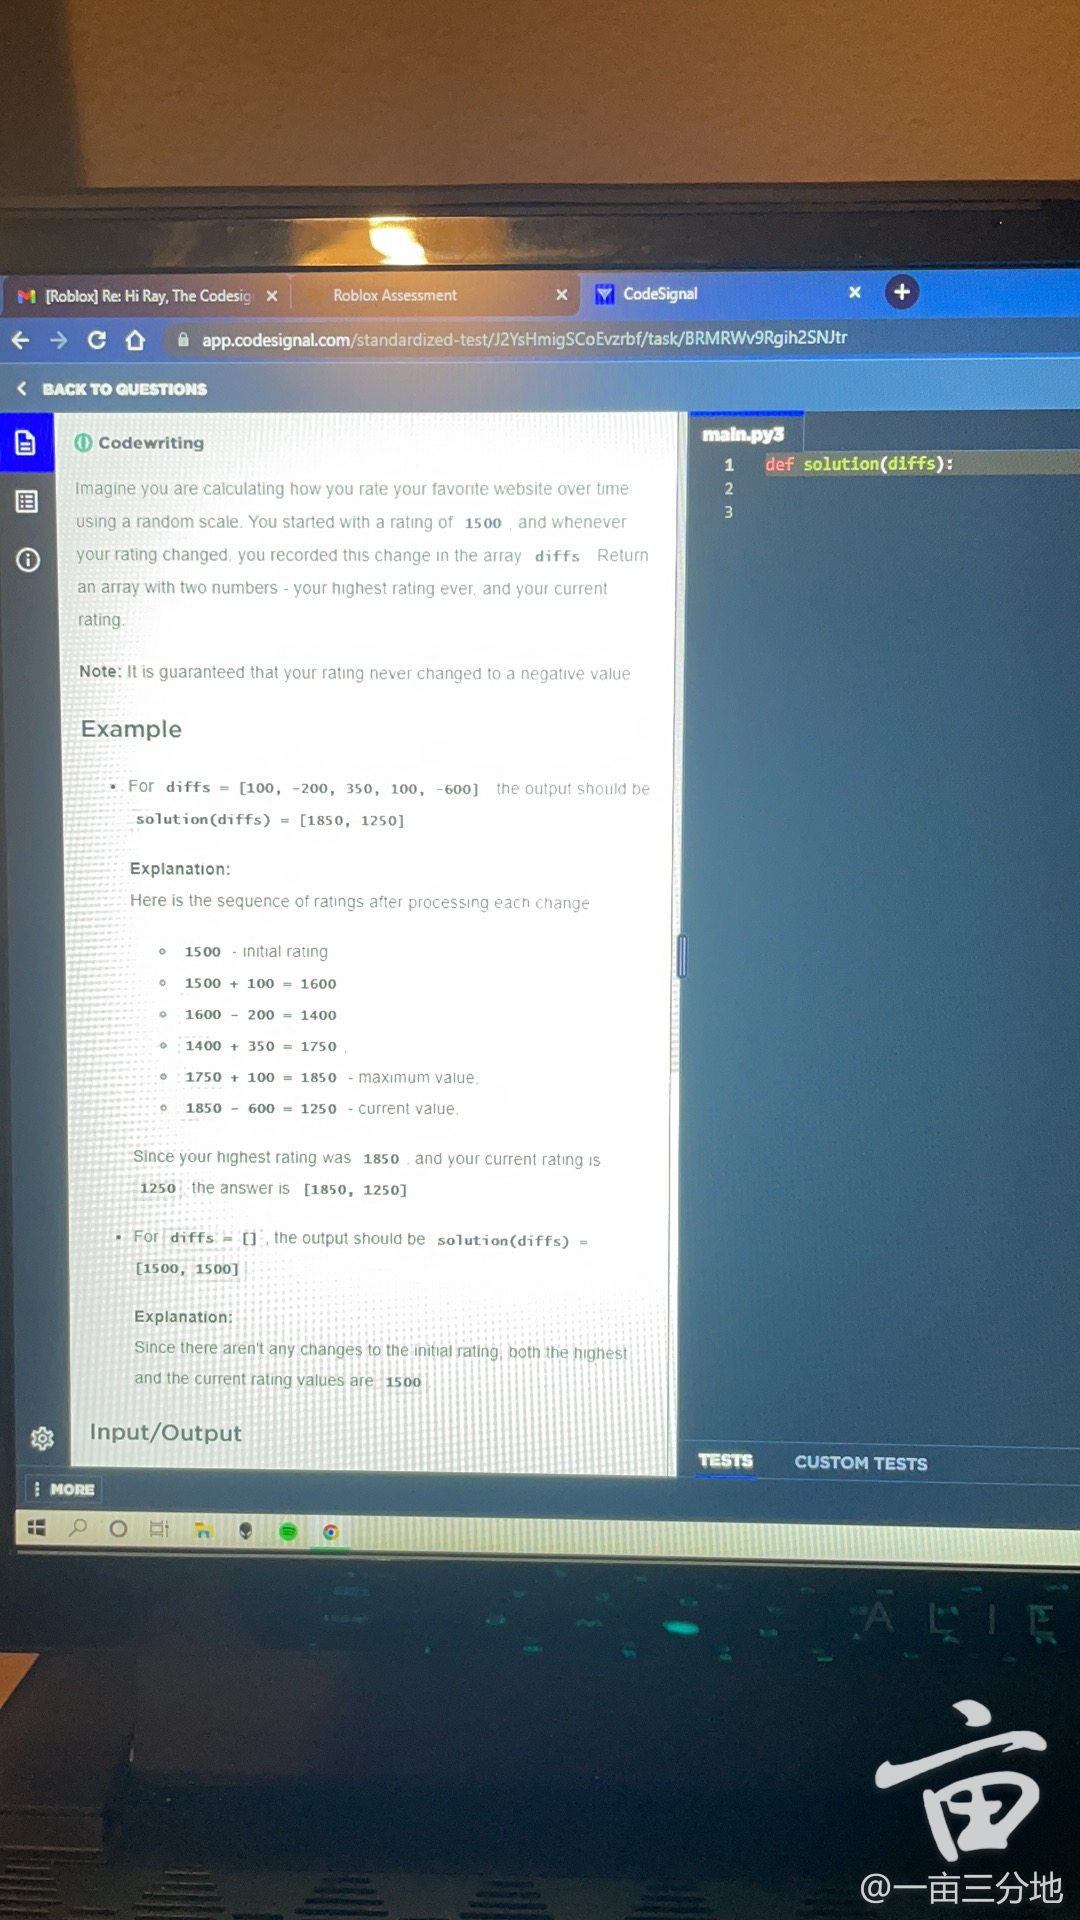 [Roblox] Re: Hi Ray, The Codesig
Roblox Assessment
CodeSignal
app.codesignal.com/standardized-test/J2YsHmigSCoEvzrbf/task/BRMRWv9Rgih2SNJtr
BACK TO QUESTIONS
Codewriting
Imagine you are calculating how you rate your favorite website over time
using a random scale. You started with a rating of 1500 , and whenever
your rating changed, you recorded this change in the array diffs Return
an array with two numbers - your highest rating ever, and your current
rating.
Note: It is guaranteed that your rating never changed to a negative value
Example
• For diffs = [100, -200, 350, 100, -600] the output should be
solution(diffs) = [1850, 1250]
Explanation:
Here is the sequence of ratings after processing each change
1500 - initial rating
1500 + 100 = 1600
1600 - 200 = 1400
1400 + 350 = 1750 ,
1750 + 100 = 1850 - maximum value,
1850 - 600 = 1250 - current value.
Since your highest rating was 1850 , and your current rating is
1250 the answer is [1850, 1250]
• For diffs = [] , the output should be solution(diffs) =
[1500, 1500]
Explanation:
Since there aren't any changes to the initial rating, both the highest
and the current rating values are 1500
Input/Output
MORE
main.py3
1 def solution(diffs):
2
3
TESTS
CUSTOM TESTS
ALIE
亩
@一亩三分地